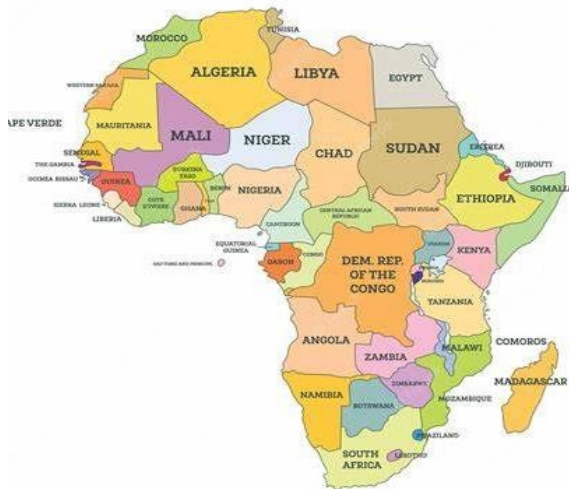 MOROCCO
TUNISIA
ALGERIA
LIBYA
EGYPT
WESTERN SAHARA
APE VERDE
MAURITANIA
MALI
NIGER
CHAD
SUDAN
ERITREA
SENEGAL
THE GAMBIA
GUINEA BISSAU
GUINEA
BURKINA
FASO
BENIN
DJIBOUTI
SOMALIA
NIGERIA
ETHIOPIA
SIERRA LEONE
LIBERIA
COTE
D'IVOIRE
GHANA
CENTRAL AFRICAN
REPUBLIC
SOUTH SUDAN
CAMEROON
EQUATORIAL
GUINEA
GABON
CONGO
DEM. REP.
OF THE
CONGO
UGANDA
KENYA
BURUNDI
TANZANIA
ANGOLA
ZAMBIA
MALAWI
COMOROS
MADAGASCAR
NAMIBIA
ZIMBABWE
BOTSWANA
MOZAMBIQUE
SOUTH
AFRICA
LESOTHO